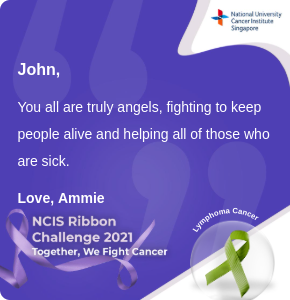 National University
Cancer Institute
Singapore
John,
You all are truly angels, fighting to keep
people alive and helping all of those who
are sick.
Love, Ammie
NCIS Ribbon
Challenge 2021
Together, We Fight Cancer
Lymphoma Cancer